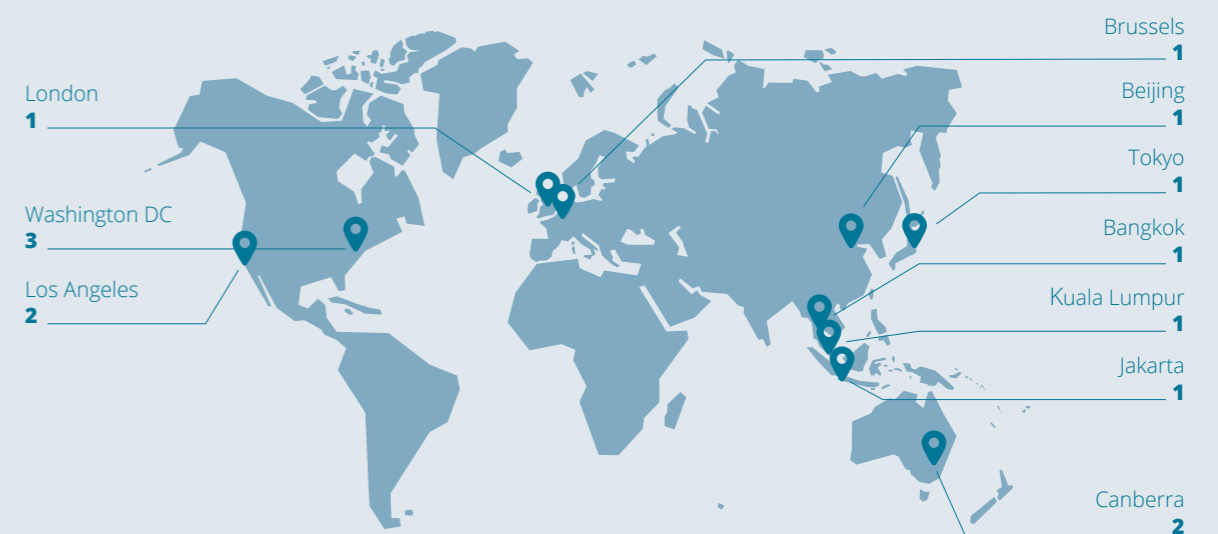 London
1
Washington DC
3
Los Angeles
2
Brussels
1
Beijing
1
Tokyo
1
Bangkok
1
Kuala Lumpur
1
Jakarta
1
Canberra
2